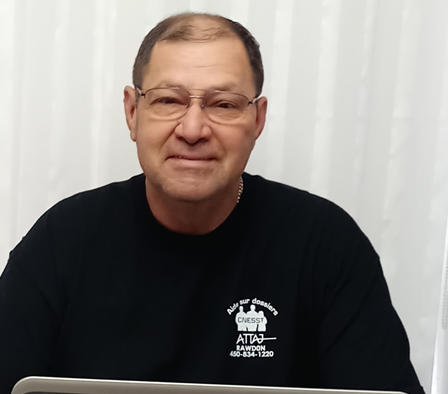 Aide sur dossiers
CNESST
ATTAJ
RAWDON
450-834-1220